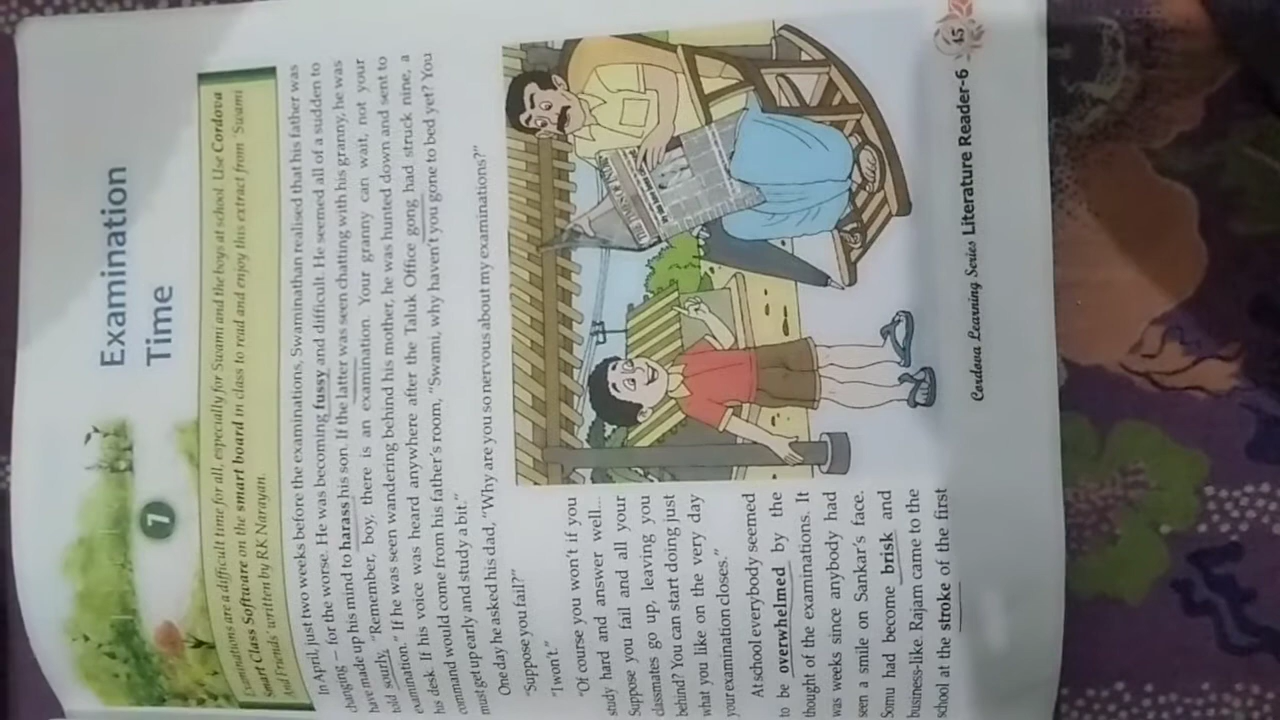 7
Examination
Time
Examinations are a difficult time for all, especially for Swami and the boys at school. Use Cordova
Smart Class Software on the smart board in class to read and enjoy this extract from 'Swami
And Friends' written by RK Narayan.
In April, just two weeks before the examinations, Swaminathan realised that his father was
changing – for the worse. He was becoming fussy and difficult. He seemed all of a sudden to
have made up his mind to harass his son. If the latter was seen chatting with his granny, he was
told sourly, "Remember, boy, there is an examination. Your granny can wait, not your
examination." If he was seen wandering behind his mother, he was hunted down and sent to
his desk. If his voice was heard anywhere after the Taluk Office gong had struck nine, a
command would come from his father's room, "Swami, why haven't you gone to bed yet? You
must get up early and study a bit."
One day he asked his dad, "Why are you so nervous about my examinations?"
"Suppose you fail?"
"I won't."
"Of course you won't if you
study hard and answer well...
Suppose you fail and all your
classmates go up, leaving you
behind? You can start doing just
what you like on the very day
your examination closes."
At school everybody seemed
to be overwhelmed by the
thought of the examinations. It
was weeks since anybody had
seen a smile on Sankar's face.
Somu had become brisk and
business-like. Rajam came to the
school at the stroke of the first
THE TIMES OF INDIA
Cordova Learning Series Literature Reader-6
45